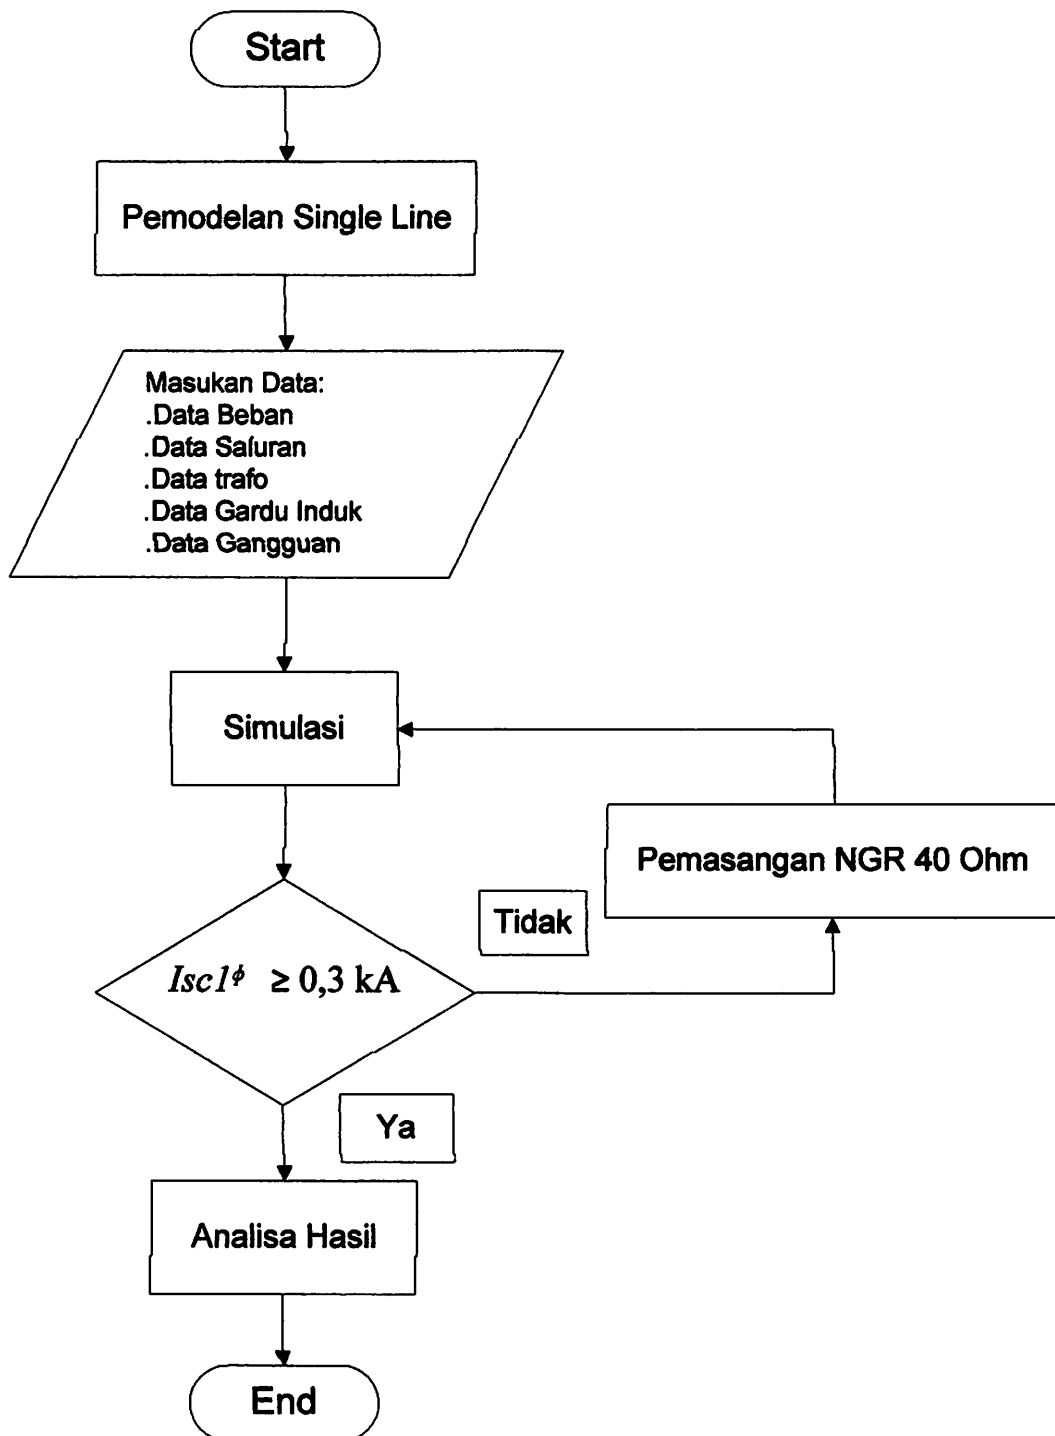 Start
Pemodelan Single Line
Masukan Data:
.Data Beban
.Data Saluran
.Data trafo
.Data Gardu Induk
.Data Gangguan
Simulasi
Pemasangan NGR 40 Ohm
Tidak
Isc1ᶲ ≥ 0,3 kA
Ya
Analisa Hasil
End